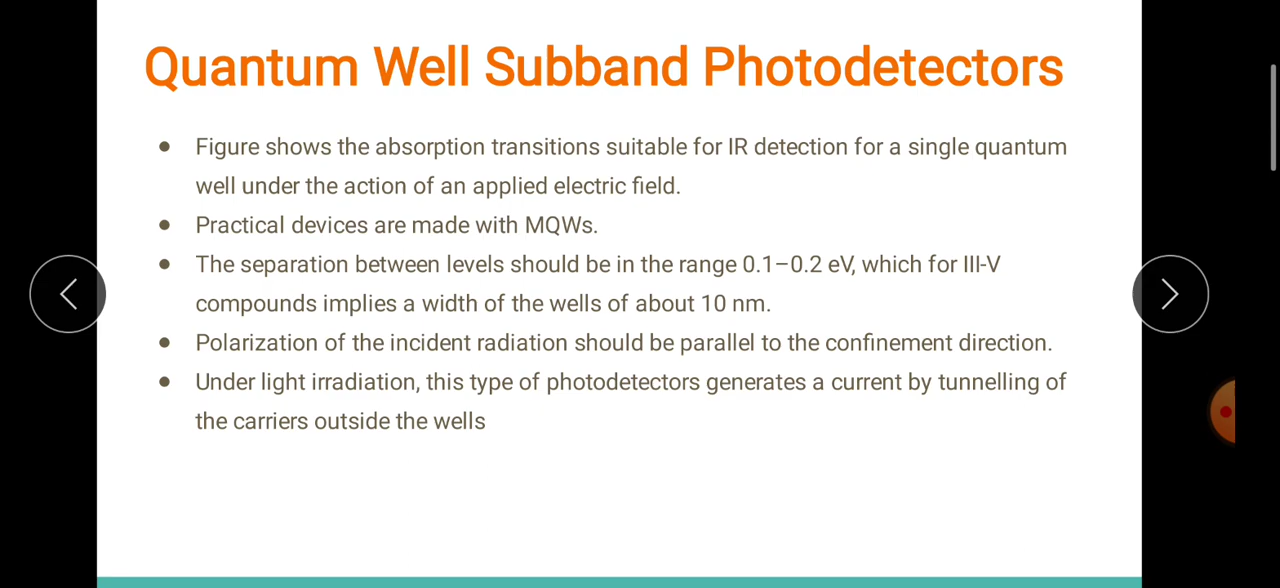 Quantum Well Subband Photodetectors
● Figure shows the absorption transitions suitable for IR detection for a single quantum
well under the action of an applied electric field.
● Practical devices are made with MQWs.
● The separation between levels should be in the range 0.1–0.2 eV, which for III-V
compounds implies a width of the wells of about 10 nm.
● Polarization of the incident radiation should be parallel to the confinement direction.
● Under light irradiation, this type of photodetectors generates a current by tunnelling of
the carriers outside the wells